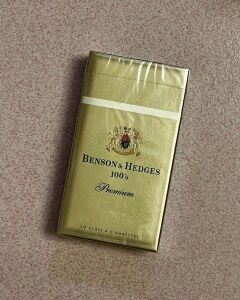 BENSON & HEDGES
100's
Premium
20 CLASS A CIGARETTES